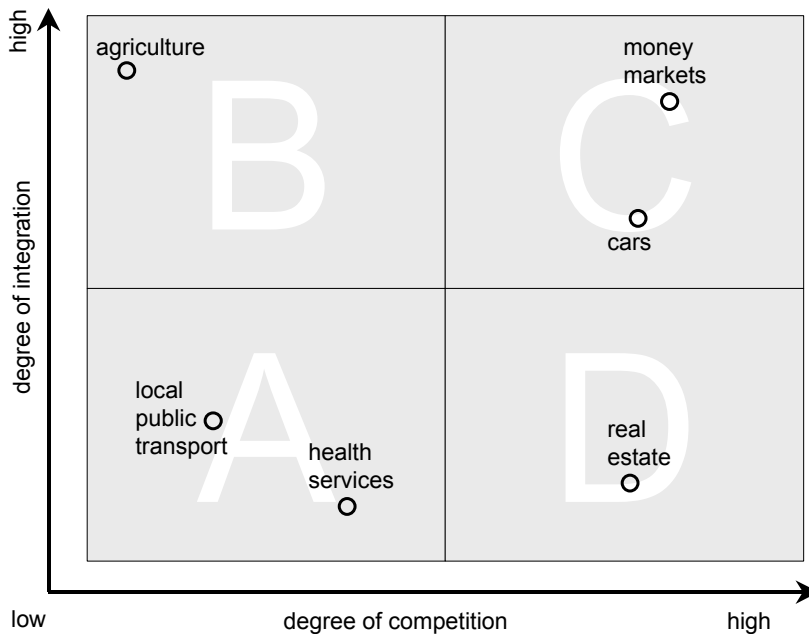 high
agriculture
money
markets
B
C
cars
degree of integration
local
public
transport
A
health
services
D
real
estate
low
degree of competition
high